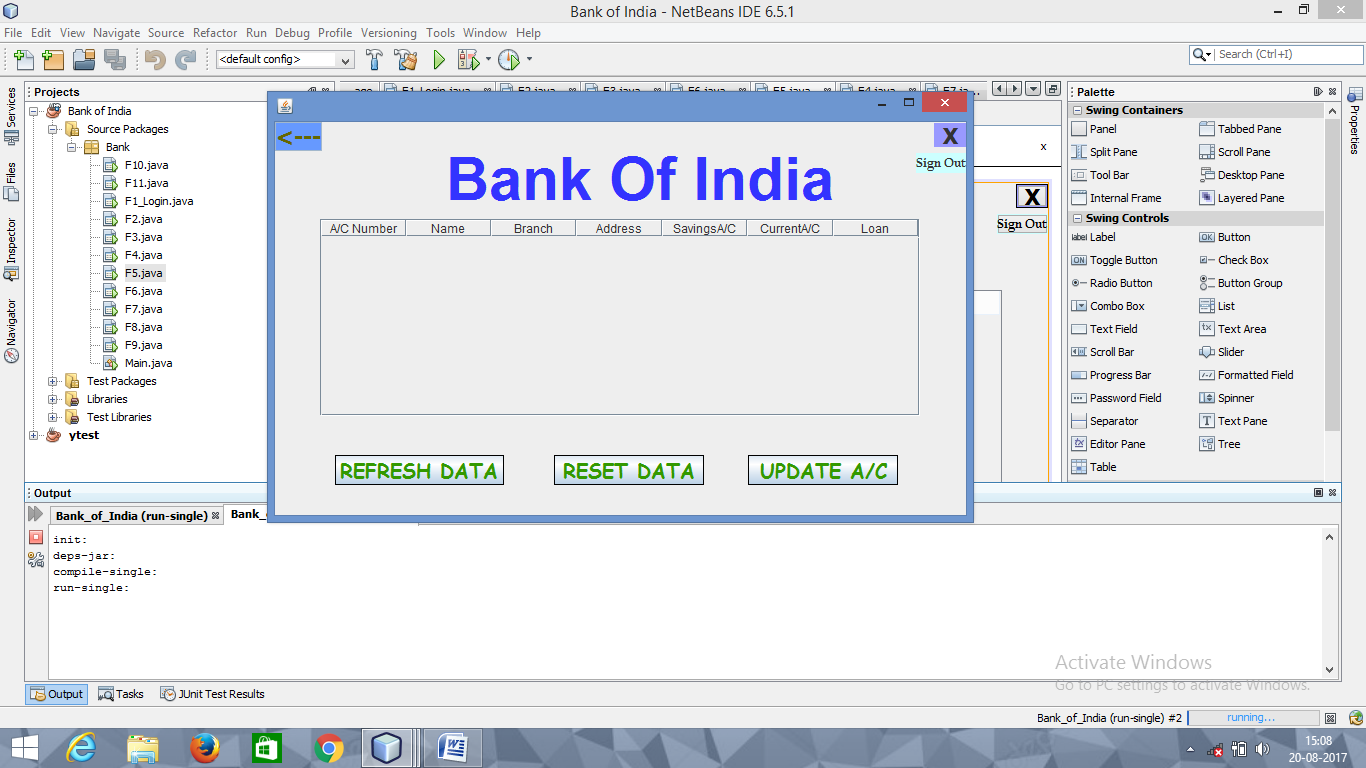 Bank of India - NetBeans IDE 6.5.1
File Edit View Navigate Source Refactor Run Debug Profile Versioning Tools Window Help
<default config>
Search (Ctrl+I)
Services
Files
Inspector
Navigator
Projects
Bank of India
Source Packages
Bank
F10.java
F11.java
F1_Login.java
F2.java
F3.java
F4.java
F5.java
F6.java
F7.java
F8.java
F9.java
Main.java
Test Packages
Libraries
Test Libraries
ytest
<---
X
Sign Out
Bank Of India
A/C Number Name Branch Address SavingsA/C CurrentA/C Loan
REFRESH DATA RESET DATA UPDATE A/C
x
X
Sign Out
Palette
Swing Containers
Panel Tabbed Pane
Split Pane Scroll Pane
Tool Bar Desktop Pane
Internal Frame Layered Pane
Swing Controls
Label Button
Toggle Button Check Box
Radio Button Button Group
Combo Box List
Text Field Text Area
Scroll Bar Slider
Progress Bar Formatted Field
Password Field Spinner
Separator Text Pane
Editor Pane Tree
Table
Properties
Output
Bank_of_India (run-single) Bank_
init:
deps-jar:
compile-single:
run-single:
Activate Windows
Go to PC settings to activate Windows.
Output Tasks JUnit Test Results
Bank_of_India (run-single) #2 running...
15:08
20-08-2017